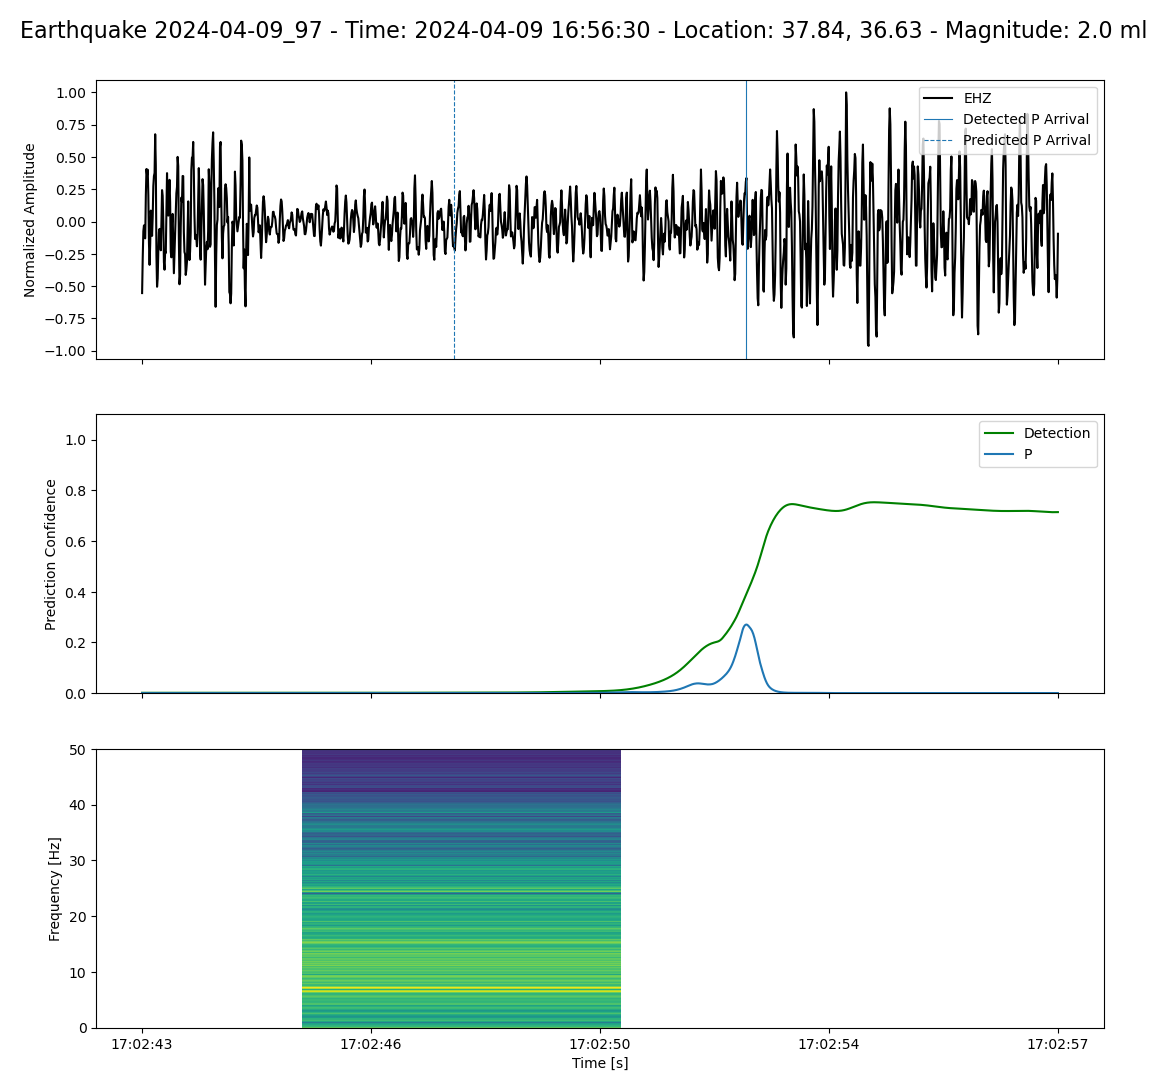 Earthquake 2024-04-09_97 - Time: 2024-04-09 16:56:30 - Location: 37.84, 36.63 - Magnitude: 2.0 ml
Normalized Amplitude
1.00
0.75
0.50
0.25
0.00
−0.25
−0.50
−0.75
−1.00
EHZ
Detected P Arrival
Predicted P Arrival
Prediction Confidence
1.0
0.8
0.6
0.4
0.2
0.0
Detection
P
Frequency [Hz]
50
40
30
20
10
0
17:02:43 17:02:46 17:02:50 17:02:54 17:02:57
Time [s]